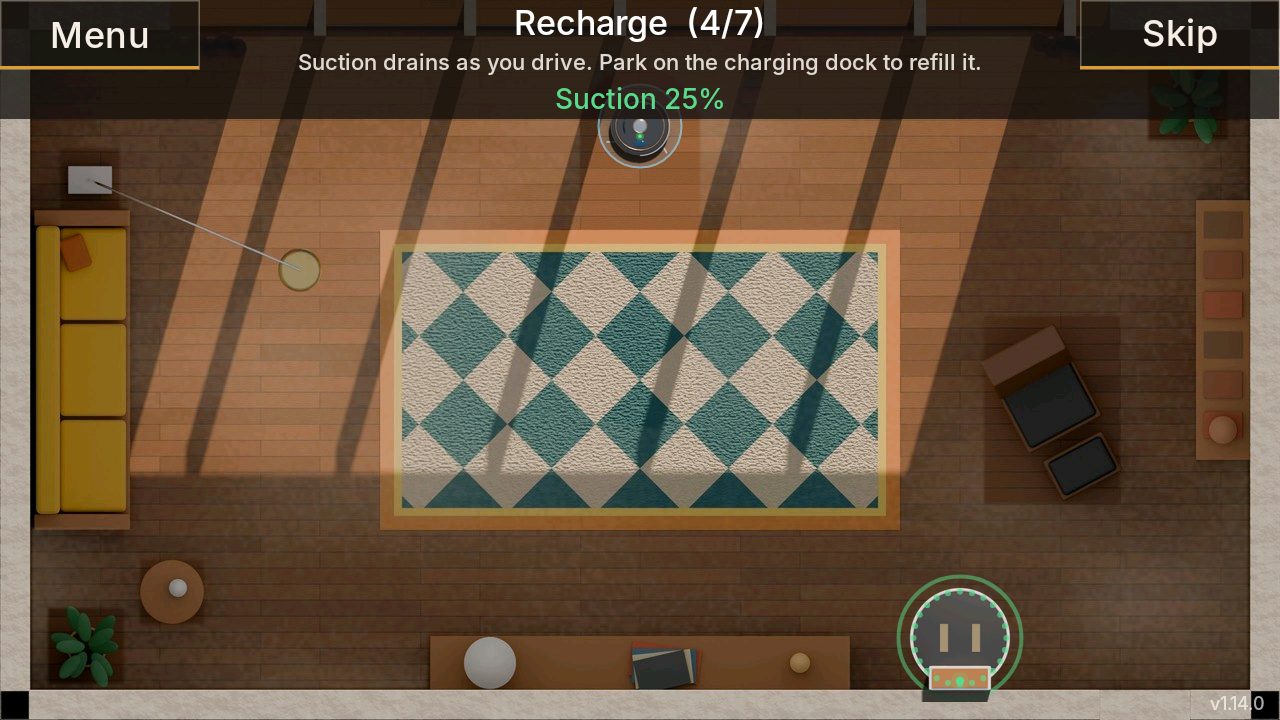 Menu
Recharge (4/7)
Skip
Suction drains as you drive. Park on the charging dock to refill it.
Suction 25%
v1.14.0